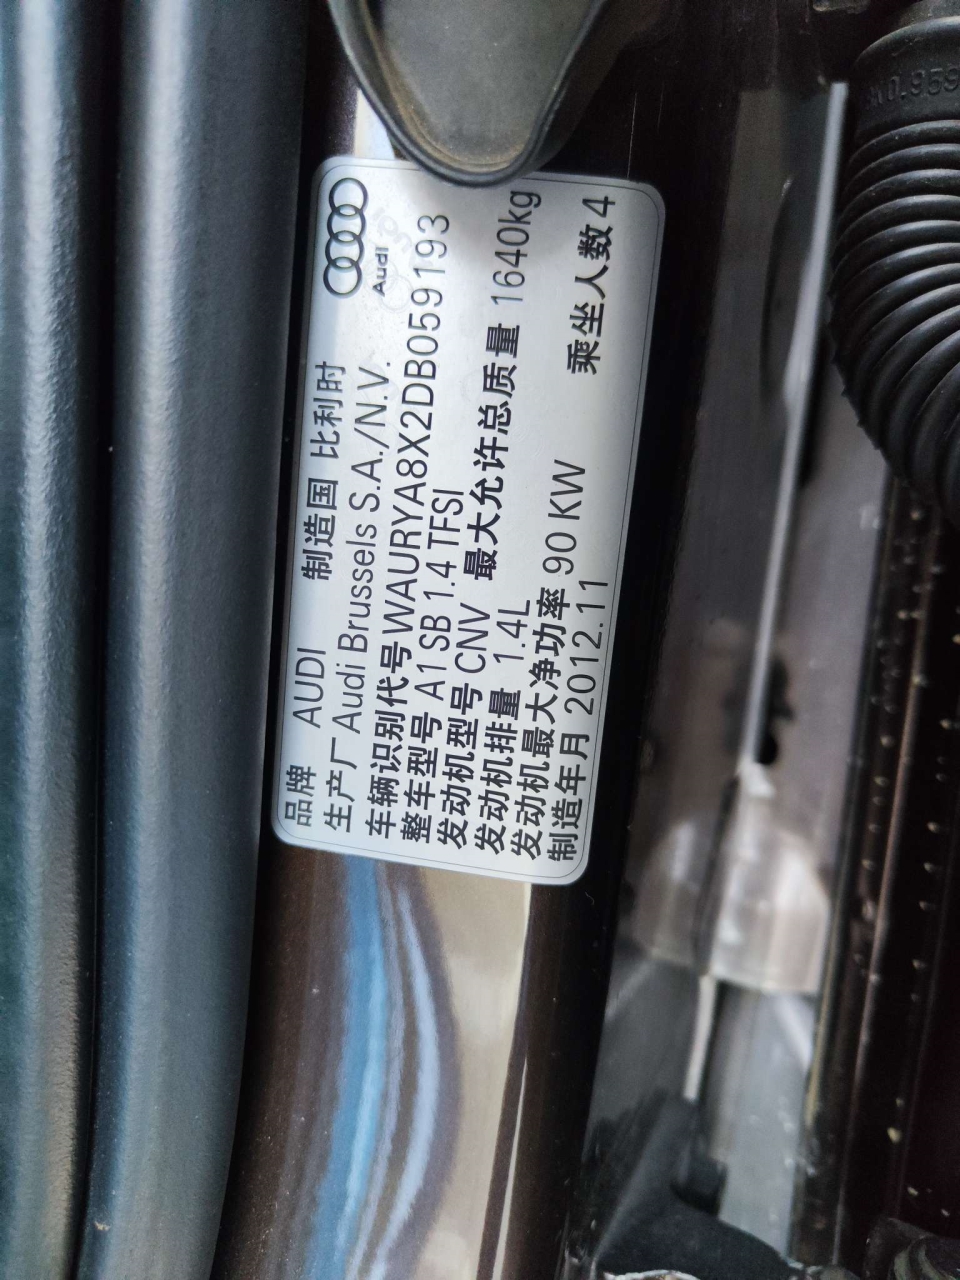 Audi
品牌 AUDI 制造国 比利时
生产厂 Audi Brussels S.A./N.V.
车辆识别代号 WAURYA8X2DB059193
整车型号 A1 SB 1.4 TFSI
发动机型号 CNV 最大允许总质量 1640kg
发动机排量 1.4L
发动机最大净功率 90 KW 乘坐人数 4
制造年月 2012.11